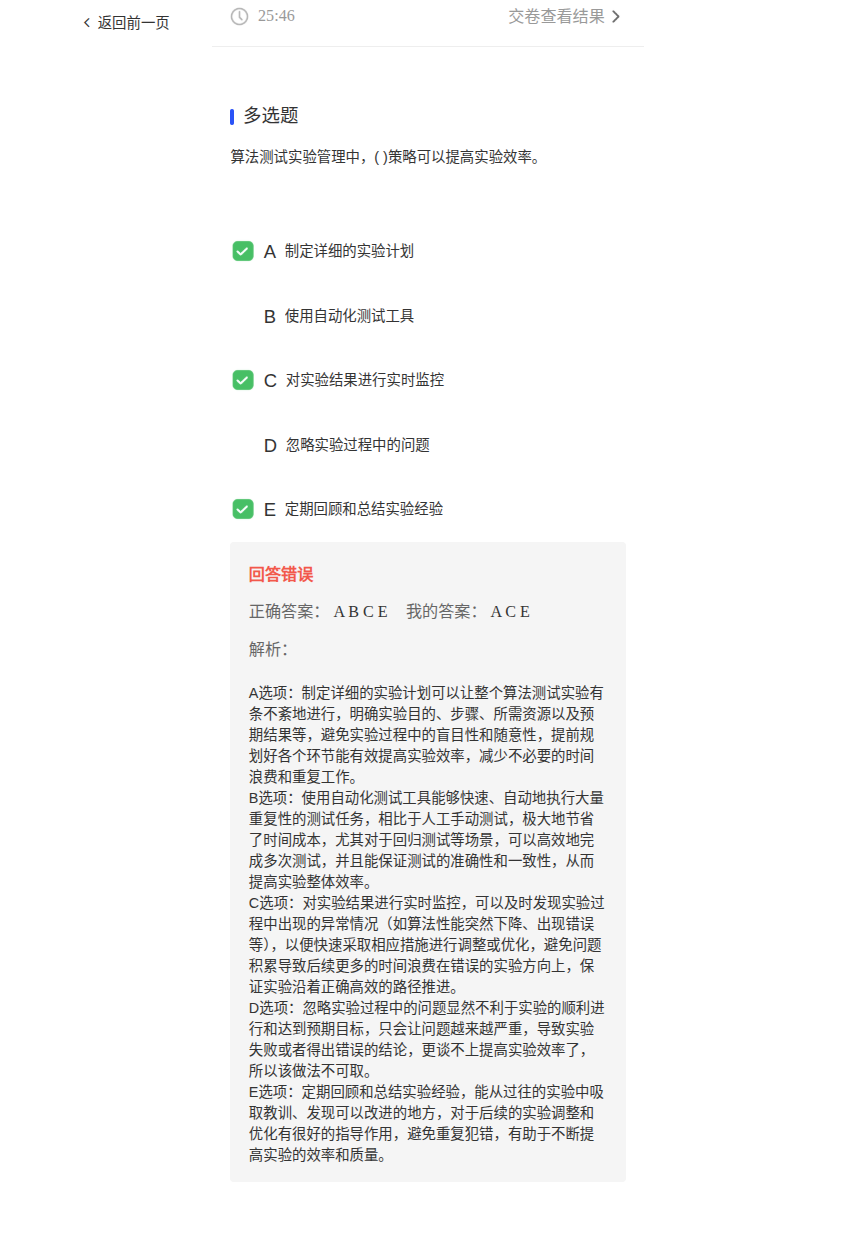 返回前一页
25:46
交卷查看结果
多选题
算法测试实验管理中，( )策略可以提高实验效率。
A 制定详细的实验计划
B 使用自动化测试工具
C 对实验结果进行实时监控
D 忽略实验过程中的问题
E 定期回顾和总结实验经验
回答错误
正确答案： A B C E 我的答案： A C E
解析：
A选项：制定详细的实验计划可以让整个算法测试实验有
条不紊地进行，明确实验目的、步骤、所需资源以及预
期结果等，避免实验过程中的盲目性和随意性，提前规
划好各个环节能有效提高实验效率，减少不必要的时间
浪费和重复工作。
B选项：使用自动化测试工具能够快速、自动地执行大量
重复性的测试任务，相比于人工手动测试，极大地节省
了时间成本，尤其对于回归测试等场景，可以高效地完
成多次测试，并且能保证测试的准确性和一致性，从而
提高实验整体效率。
C选项：对实验结果进行实时监控，可以及时发现实验过
程中出现的异常情况（如算法性能突然下降、出现错误
等），以便快速采取相应措施进行调整或优化，避免问题
积累导致后续更多的时间浪费在错误的实验方向上，保
证实验沿着正确高效的路径推进。
D选项：忽略实验过程中的问题显然不利于实验的顺利进
行和达到预期目标，只会让问题越来越严重，导致实验
失败或者得出错误的结论，更谈不上提高实验效率了，
所以该做法不可取。
E选项：定期回顾和总结实验经验，能从过往的实验中吸
取教训、发现可以改进的地方，对于后续的实验调整和
优化有很好的指导作用，避免重复犯错，有助于不断提
高实验的效率和质量。